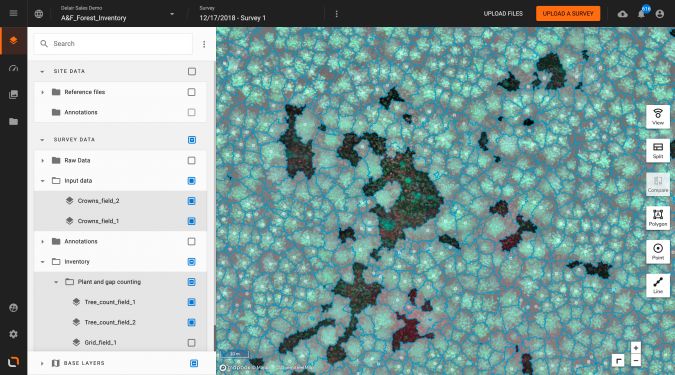 Delair Sales Demo
A&F_Forest_Inventory
Survey
12/17/2018 - Survey 1
UPLOAD FILES
UPLOAD A SURVEY
616
Search
SITE DATA
Reference files
Annotations
SURVEY DATA
Raw Data
Input data
Crowns_field_2
Crowns_field_1
Annotations
Inventory
Plant and gap counting
Tree_count_field_1
Tree_count_field_2
Grid_field_1
BASE LAYERS
View
Split
Compare
Polygon
Point
Line
mapbox